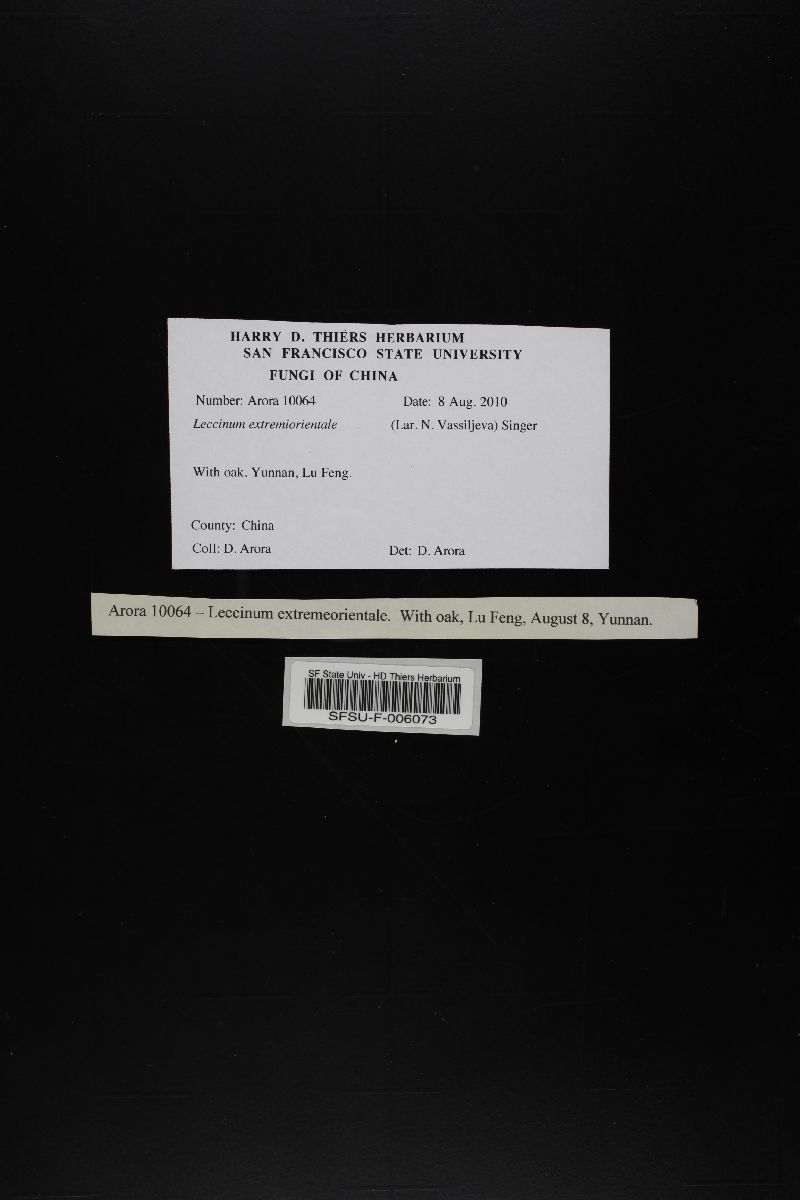 HARRY D. THIERS HERBARIUM
SAN FRANCISCO STATE UNIVERSITY
FUNGI OF CHINA
Number: Arora 10064 Date: 8 Aug. 2010
Leccinum extremiorientale (Lar. N. Vassiljeva) Singer
With oak. Yunnan, Lu Feng.
County: China
Coll: D. Arora Det: D. Arora
Arora 10064 – Leccinum extremeorientale. With oak, Lu Feng, August 8, Yunnan.
SF State Univ - HD Thiers Herbarium
SFSU-F-006073